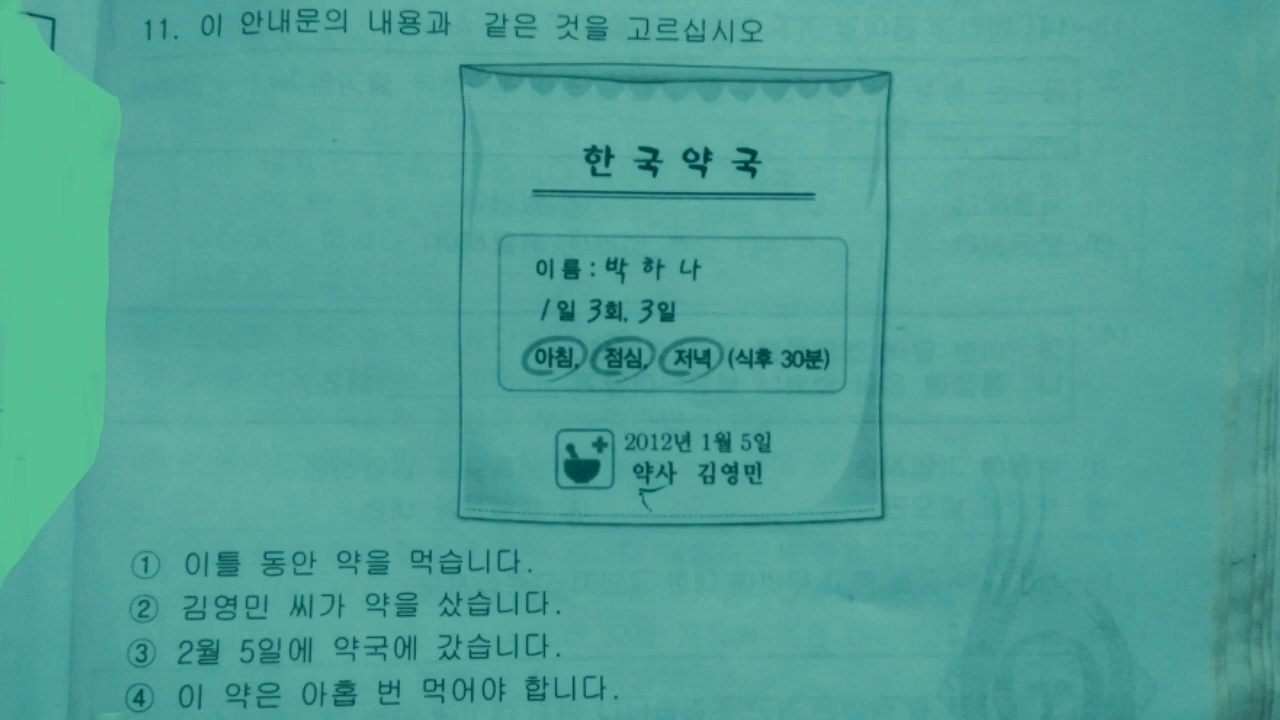 11. 이 안내문의 내용과 같은 것을 고르십시오
한국약국
이름 : 박하나
1일 3회, 3일
아침, 점심, 저녁 (식후 30분)
2012년 1월 5일
약사 김영민
① 이틀 동안 약을 먹습니다.
② 김영민 씨가 약을 샀습니다.
③ 2월 5일에 약국에 갔습니다.
④ 이 약은 아홉 번 먹어야 합니다.